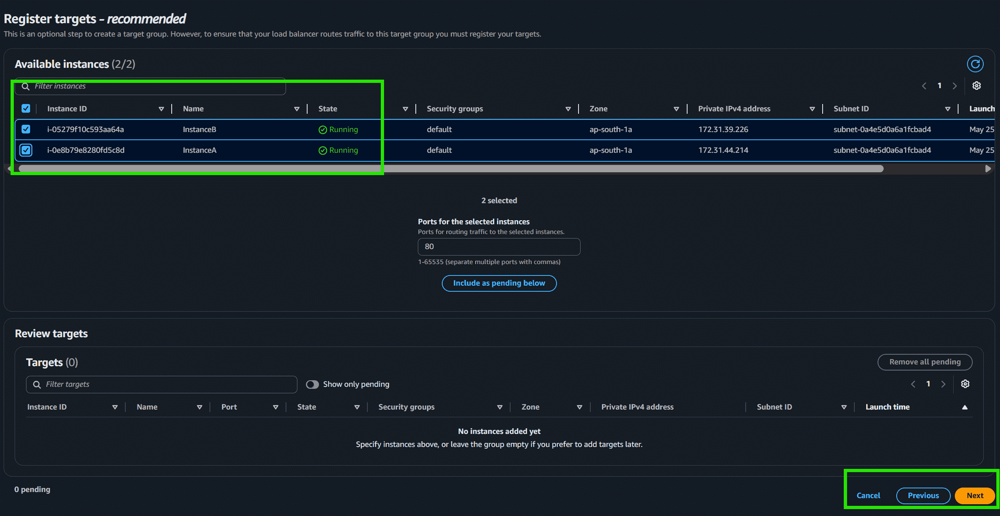 Register targets – recommended
This is an optional step to create a target group. However, to ensure that your load balancer routes traffic to this target group you must register your targets.
Available instances (2/2)
Filter instances
1
Instance ID Name State Security groups Zone Private IPv4 address Subnet ID Launch
i-05279f10c593aa64a InstanceB Running default ap-south-1a 172.31.39.226 subnet-0a4e5d0a6a1fcbad4 May 25
i-0e8b79e8280fd5c8d InstanceA Running default ap-south-1a 172.31.44.214 subnet-0a4e5d0a6a1fcbad4 May 25
2 selected
Ports for the selected instances
Ports for routing traffic to the selected instances.
80
1-65535 (separate multiple ports with commas)
Include as pending below
Review targets
Targets (0)
Remove all pending
Filter targets Show only pending 1
Instance ID Name Port State Security groups Zone Private IPv4 address Subnet ID Launch time
No instances added yet
Specify instances above, or leave the group empty if you prefer to add targets later.
0 pending
Cancel Previous Next